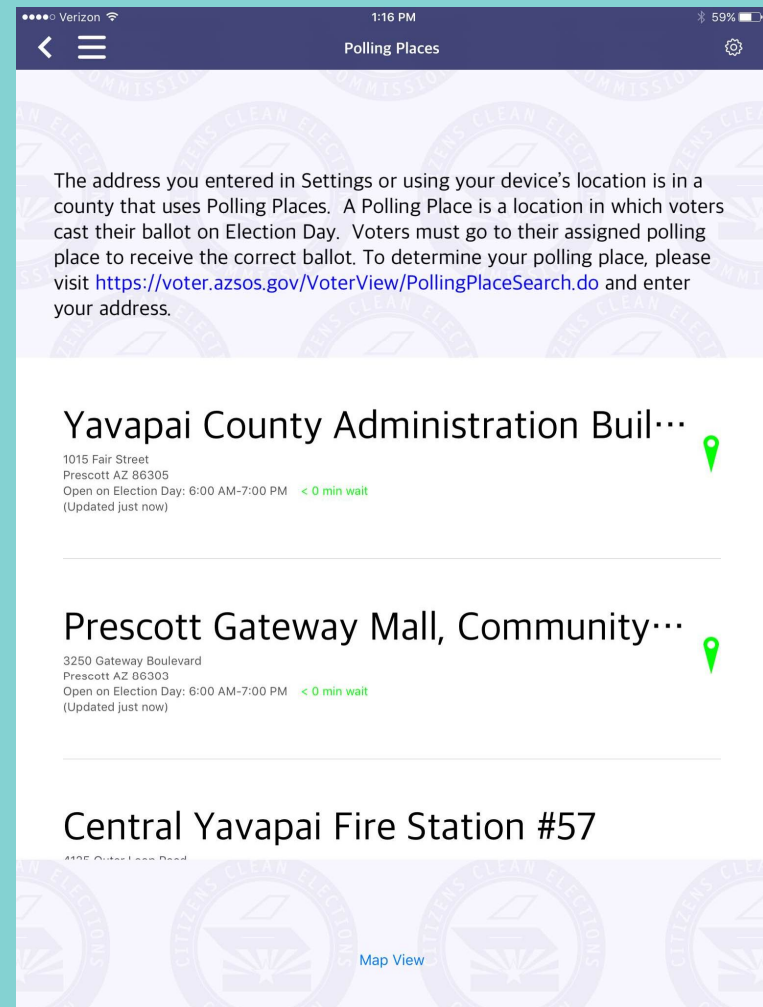 Verizon 1:16 PM 59%
Polling Places
The address you entered in Settings or using your device's location is in a
county that uses Polling Places. A Polling Place is a location in which voters
cast their ballot on Election Day. Voters must go to their assigned polling
place to receive the correct ballot. To determine your polling place, please
visit https://voter.azsos.gov/VoterView/PollingPlaceSearch.do and enter
your address.
Yavapai County Administration Buil···
1015 Fair Street
Prescott AZ 86305
Open on Election Day: 6:00 AM-7:00 PM < 0 min wait
(Updated just now)
Prescott Gateway Mall, Community···
3250 Gateway Boulevard
Prescott AZ 86303
Open on Election Day: 6:00 AM-7:00 PM < 0 min wait
(Updated just now)
Central Yavapai Fire Station #57
CITIZENS CLEAN ELECTIONS
Map View